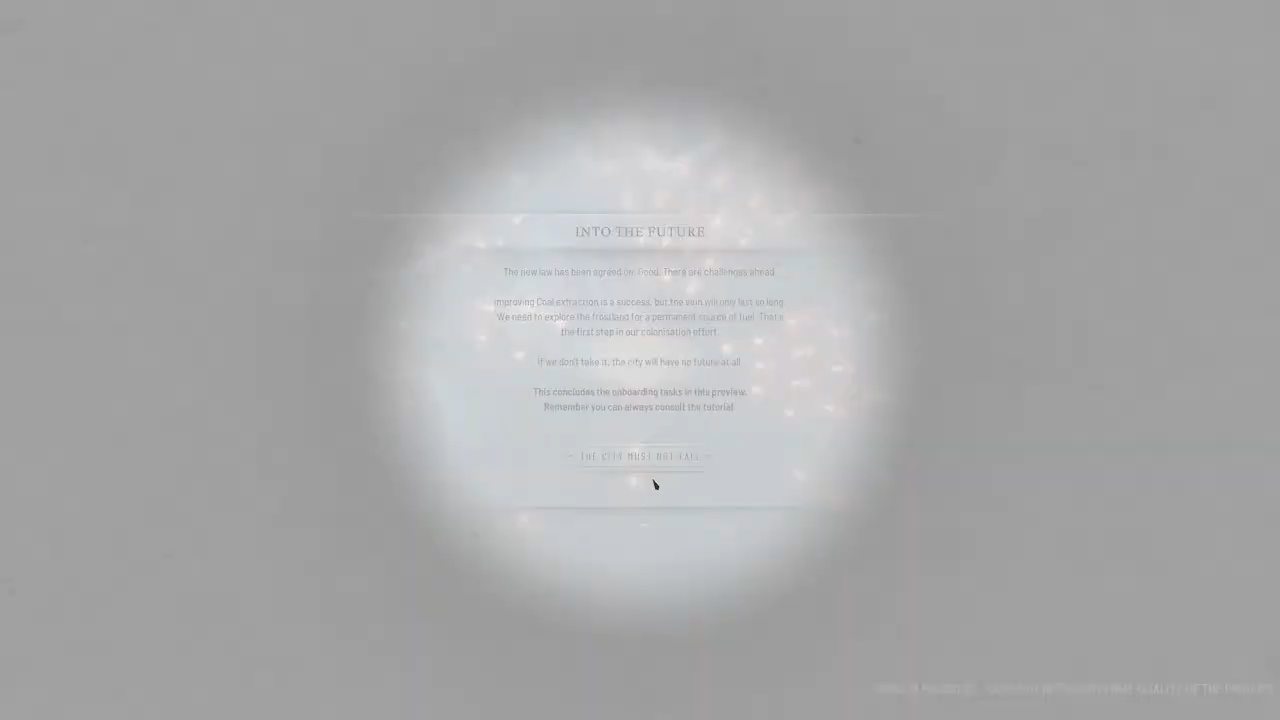 INTO THE FUTURE
The new law has been agreed on. Good. There are challenges ahead.
Improving Coal extraction is a success, but the vein will only last so long.
We need to explore the frostland for a permanent source of fuel. That's
the first step in our colonisation effort.
If we don't take it, the city will have no future at all.
This concludes the onboarding tasks in this preview.
Remember you can always consult the tutorial.
THE CITY MUST NOT FALL